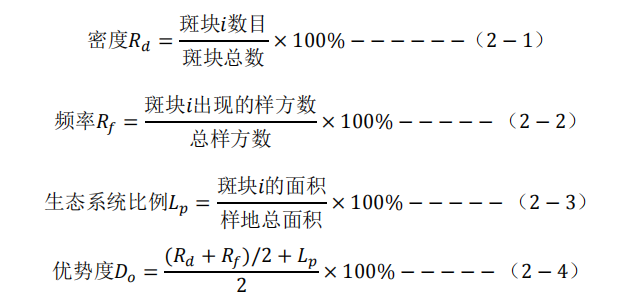 密度R_d = 斑块i数目/斑块总数 × 100% − − − − − −（2 − 1）
频率R_f = 斑块i出现的样方数/总样方数 × 100% − − − − − （2 − 2）
生态系统比例L_p = 斑块i的面积/样地总面积 × 100% − − − − − （2 − 3）
优势度D_o = (R_d + R_f)/2 + L_p/2 × 100% − − − − − （2 − 4）